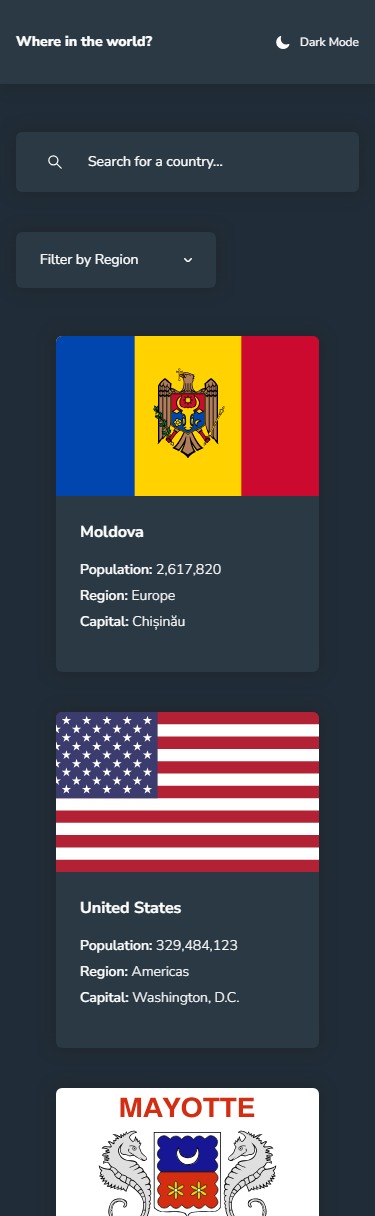 Where in the world?
Dark Mode
Search for a country...
Filter by Region
Moldova
Population: 2,617,820
Region: Europe
Capital: Chișinău
United States
Population: 329,484,123
Region: Americas
Capital: Washington, D.C.
MAYOTTE